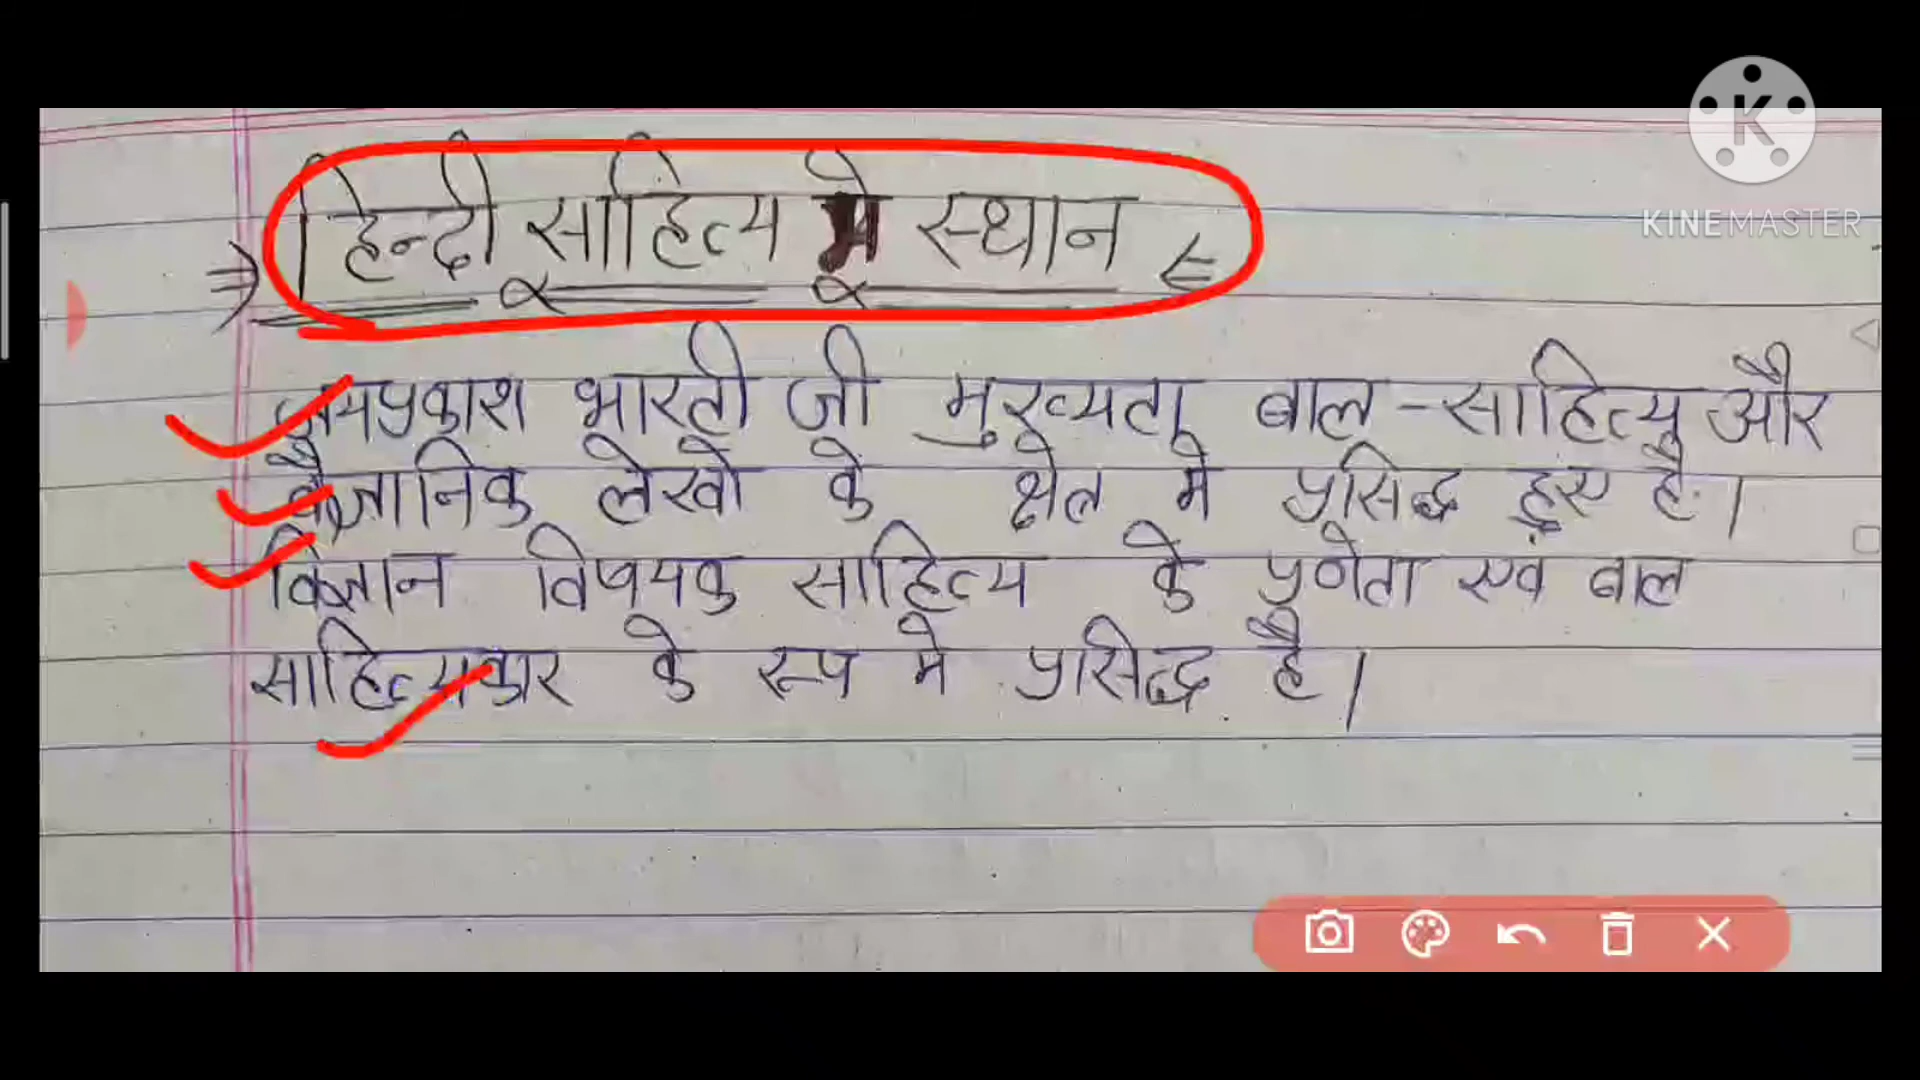 K
KINEMASTER
⇒ हिन्दी साहित्य मे स्थान
जयप्रकाश भारती जी मुख्यता बाल - साहित्य और
वैज्ञानिक लेखो के क्षेत्र मे प्रसिद्ध हुए है।
विज्ञान विषयक साहित्य के प्रणेता एवं बाल
साहित्यकार के रूप मे प्रसिद्ध है।